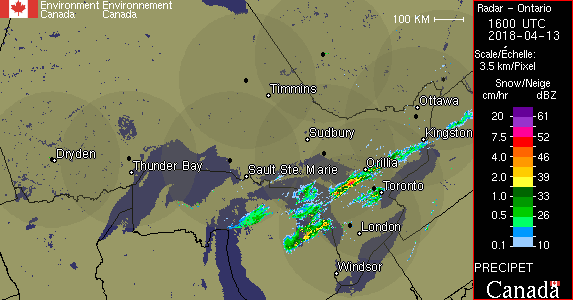 Environment Environnement
Canada Canada
100 KM
Timmins
Ottawa
Sudbury
Kingston
Dryden
Thunder Bay
Sault Ste. Marie
Orillia
Toronto
London
Windsor
Radar - Ontario
1600 UTC
2018-04-13
Scale/Échelle:
3.5 km/Pixel
Snow/Neige
cm/hr dBZ
20 61
7.5 52
4.0 46
2.0 39
1.0 33
0.5 26
0.1 10
PRECIPET
Canada